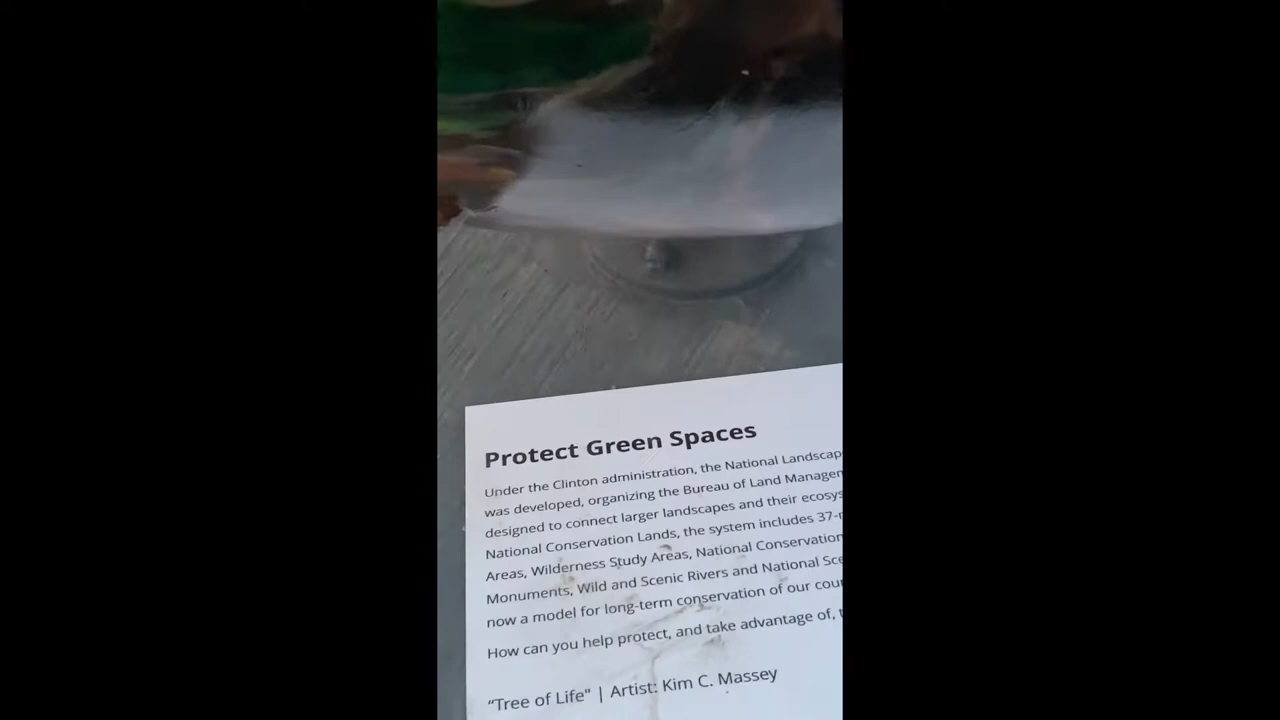 Protect Green Spaces
Under the Clinton administration, the National Landscap
was developed, organizing the Bureau of Land Managem
designed to connect larger landscapes and their ecosys
National Conservation Lands, the system includes 37-
Areas, Wilderness Study Areas, National Conservation
Monuments, Wild and Scenic Rivers and National Sce
now a model for long-term conservation of our cou
How can you help protect, and take advantage of,
"Tree of Life" | Artist: Kim C. Massey